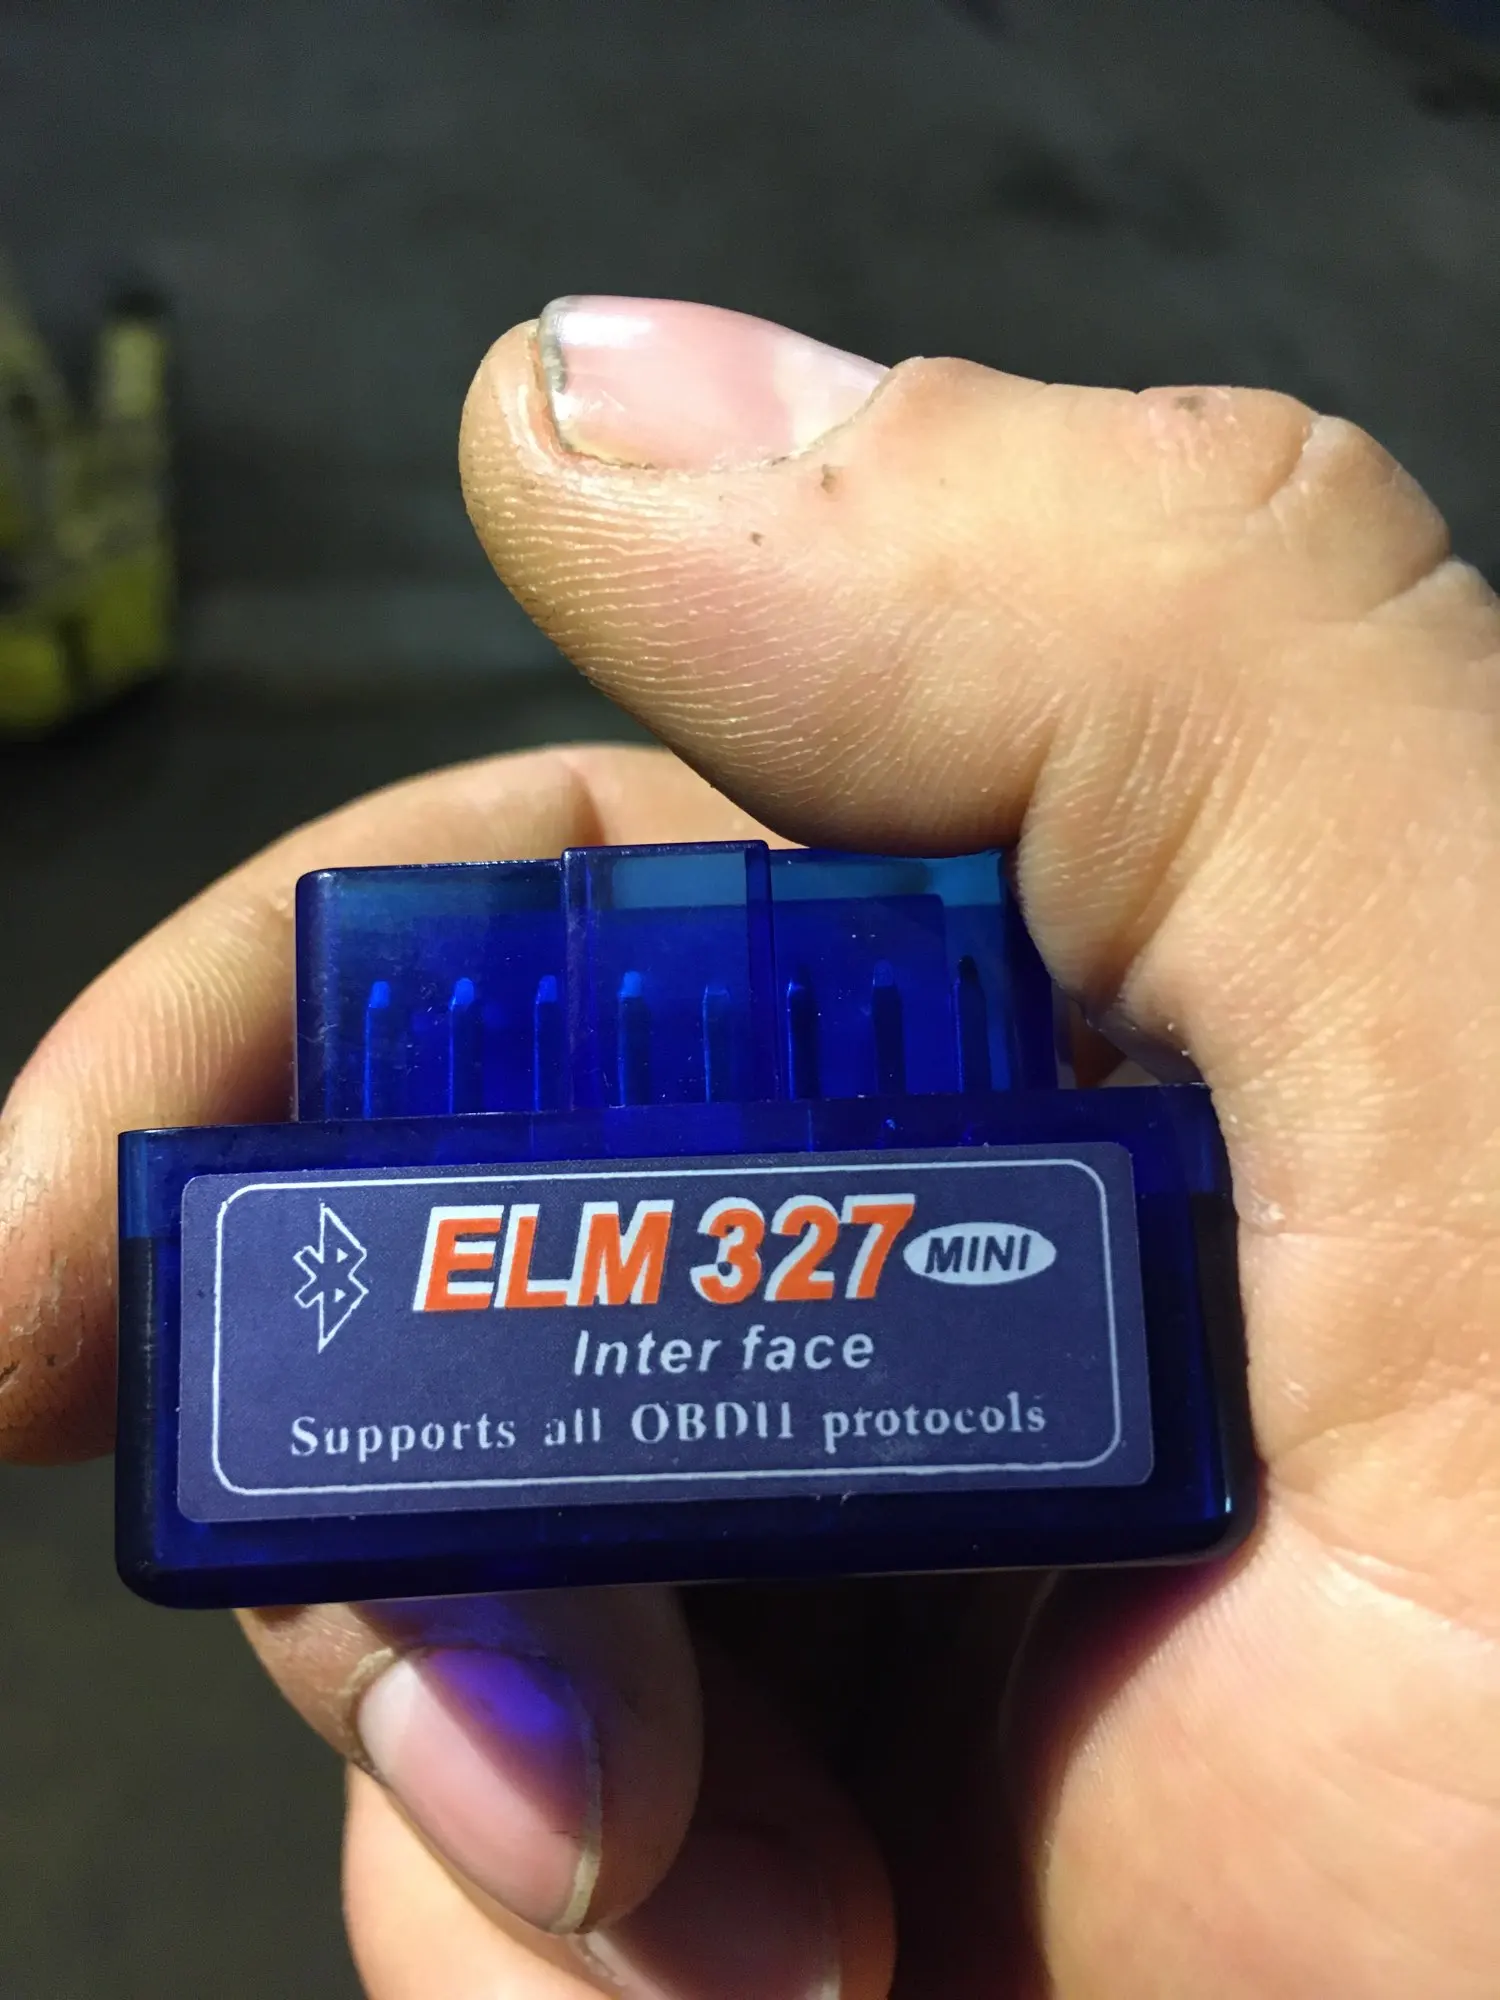 ELM 327 MINI
Inter face
Supports all OBDII protocols